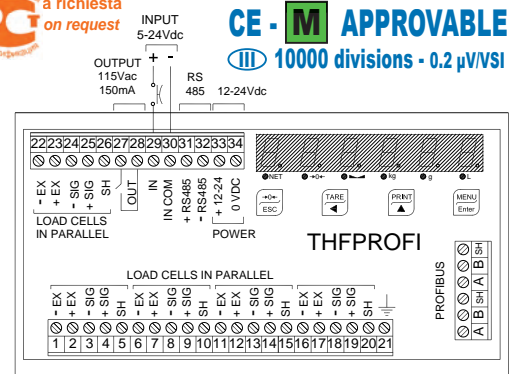 a richiesta
on request
CE - M APPROVABLE
III 10000 divisions - 0.2 µV/VSI
INPUT
5-24Vdc
+ -
OUTPUT
115Vac
150mA
RS
485
12-24Vdc
22 23 24 25 26 27 28 29 30 31 32 33 34
- EX
+ EX
- SIG
+ SIG
SH
OUT
IN
IN COM
+ RS485
- RS485
+ 12-24
0 VDC
LOAD CELLS
IN PARALLEL
POWER
NET →0← kg g L
→0←
ESC
TARE
PRINT
MENU
Enter
THFPROFI
PROFIBUS
SH
B
A
SH
B
A
LOAD CELLS IN PARALLEL
- EX
+ EX
- SIG
+ SIG
SH
- EX
+ EX
- SIG
+ SIG
SH
- EX
+ EX
- SIG
+ SIG
SH
- EX
+ EX
- SIG
+ SIG
SH
1 2 3 4 5 6 7 8 9 10 11 12 13 14 15 16 17 18 19 20 21